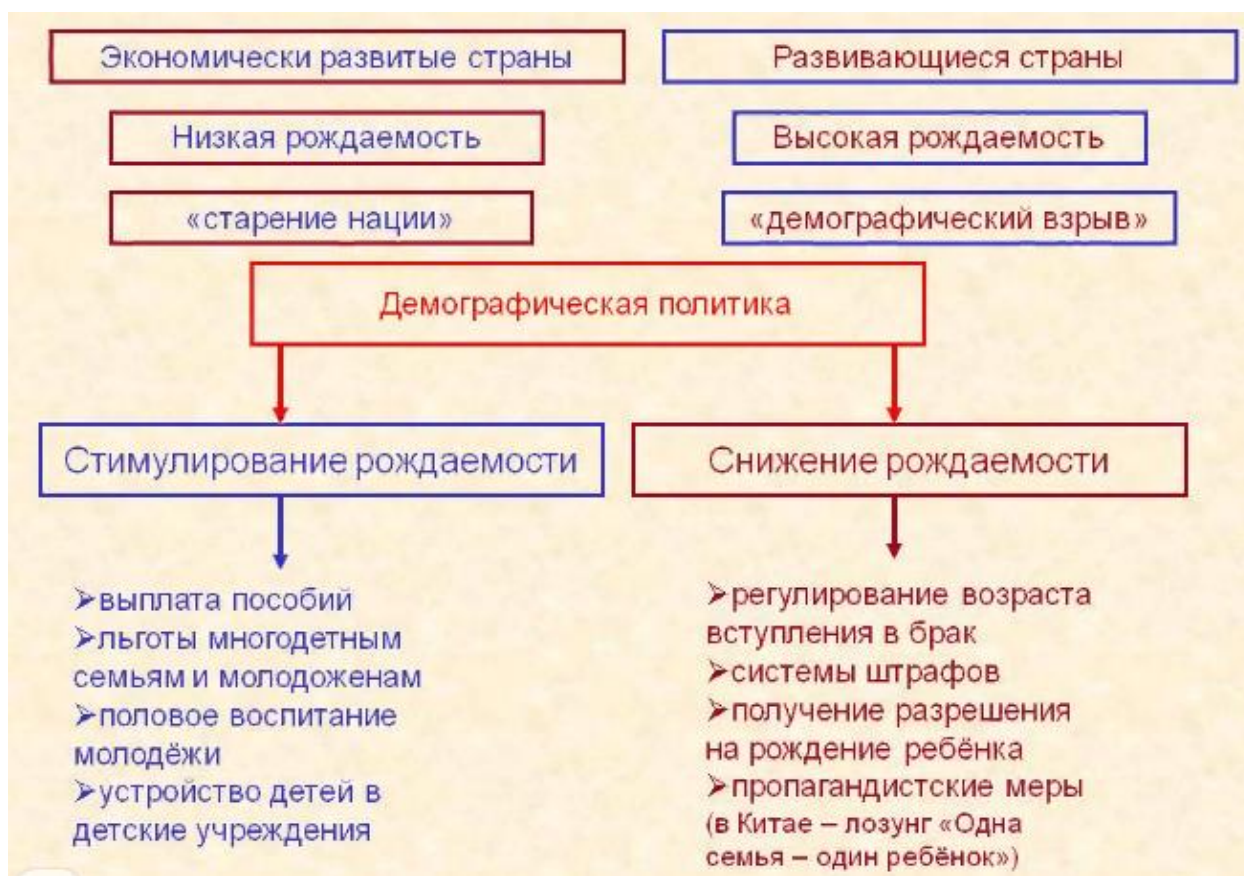 Экономически развитые страны
Развивающиеся страны
Низкая рождаемость
Высокая рождаемость
«старение нации»
«демографический взрыв»
Демографическая политика
Стимулирование рождаемости
Снижение рождаемости
➢выплата пособий
➢льготы многодетным
семьям и молодоженам
➢половое воспитание
молодёжи
➢устройство детей в
детские учреждения
➢регулирование возраста
вступления в брак
➢системы штрафов
➢получение разрешения
на рождение ребёнка
➢пропагандистские меры
(в Китае – лозунг «Одна
семья – один ребёнок»)